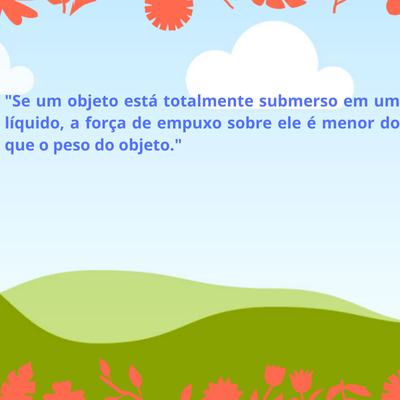 "Se um objeto está totalmente submerso em um
líquido, a força de empuxo sobre ele é menor do
que o peso do objeto."